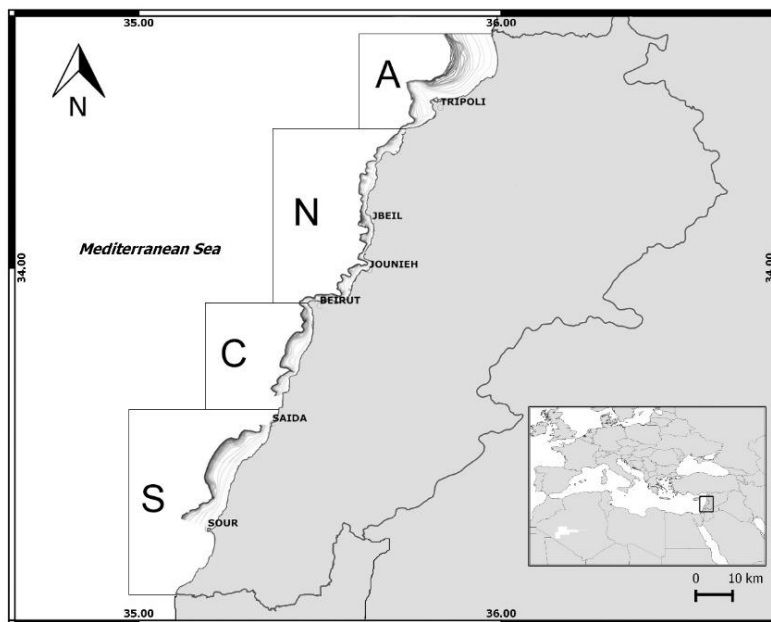 35.00
36.00
A
TRIPOLI
N
N
JBEIL
Mediterranean Sea
34.00
34.00
JOUNIEH
BEIRUT
C
SAIDA
S
SOUR
0 10 km
35.00
36.00